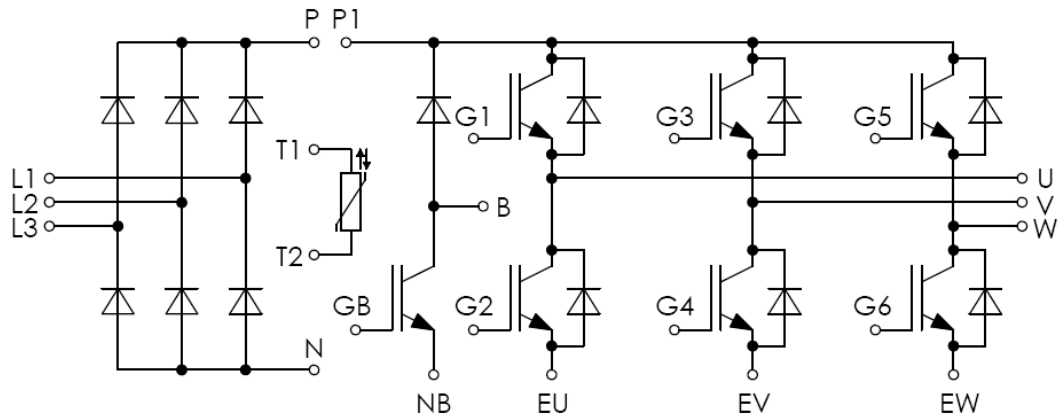 P P1
G1 G3 G5
T1
L1 U
L2 B V
L3 W
T2
GB G2 G4 G6
N
NB EU EV EW